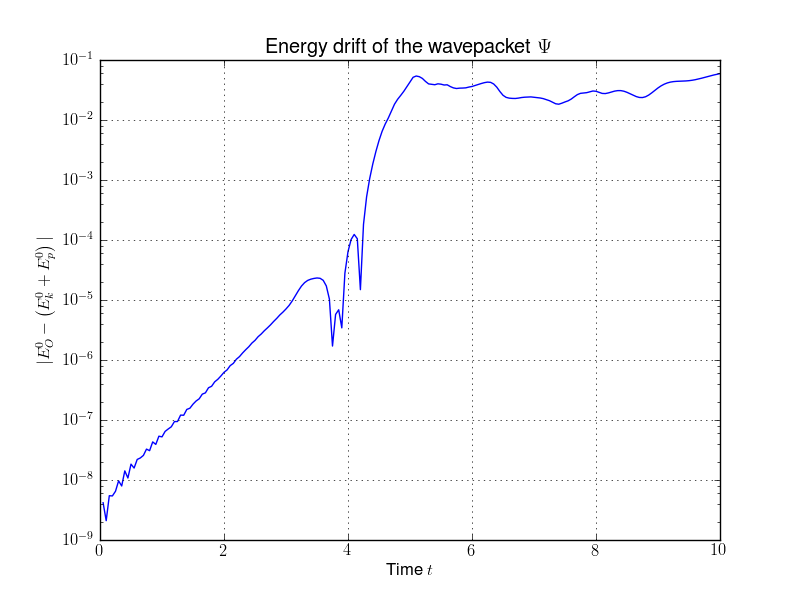 Energy drift of the wavepacket Ψ
10⁻¹
10⁻²
10⁻³
10⁻⁴
10⁻⁵
10⁻⁶
10⁻⁷
10⁻⁸
10⁻⁹
|E_O^0 − (E_k^0 + E_p^0) |
0 2 4 6 8 10
Time t